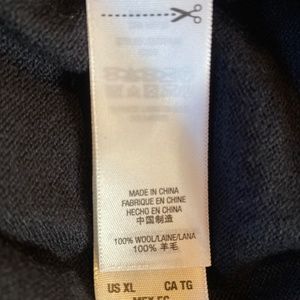 MADE IN CHINA
FABRIQUE EN CHINE
HECHO EN CHINA
中国制造
100% WOOL/LAINE/LANA
100% 羊毛
US XL CA TG